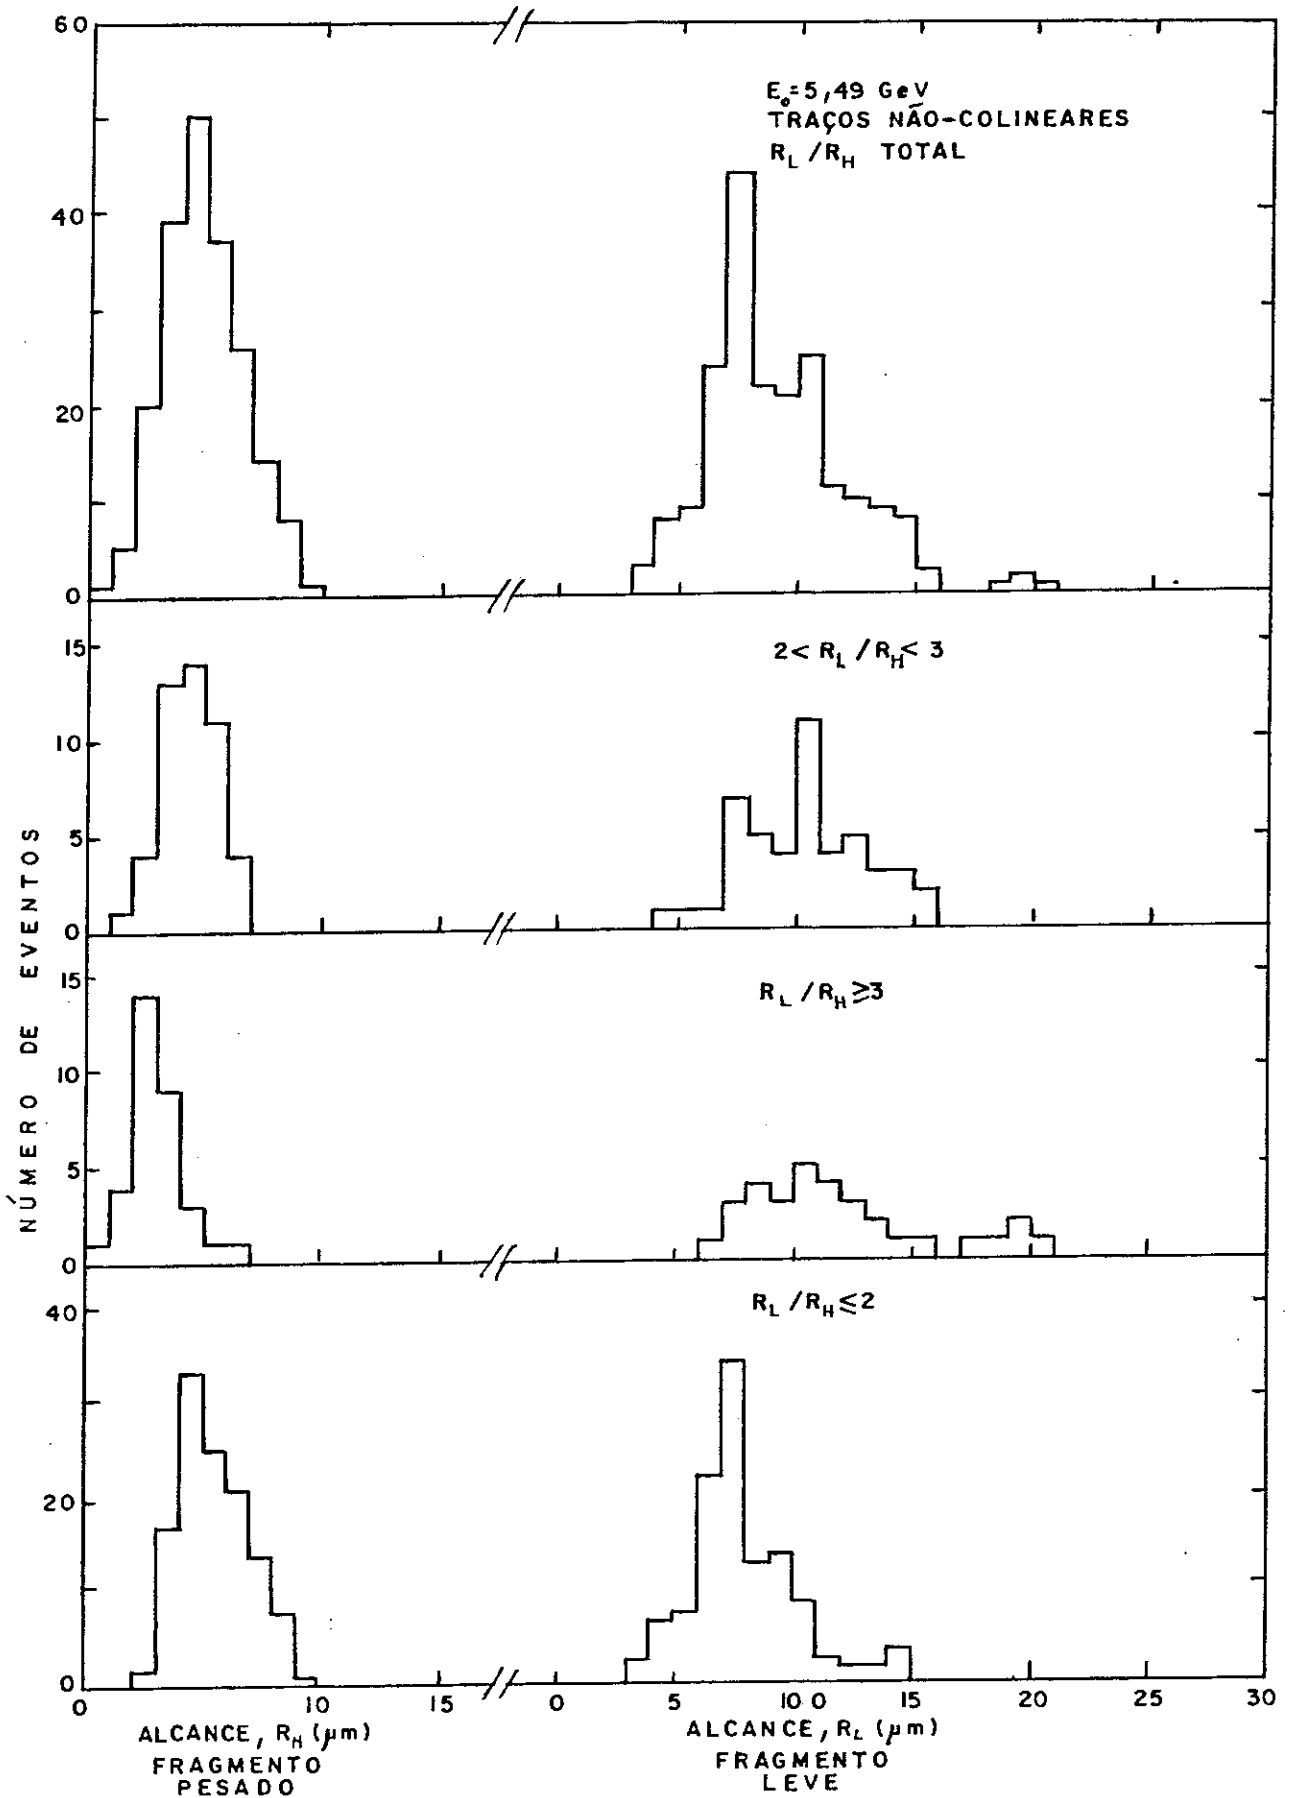 60
E₀=5,49 GeV
TRAÇOS NÃO-COLINEARES
R_L /R_H TOTAL
40
20
0
15
2< R_L /R_H< 3
10
5
0
15
R_L /R_H ≥3
10
5
0
R_L /R_H ≤2
40
20
0
NÚMERO DE EVENTOS
0 10 15 0 5 10 0 15 20 25 30
ALCANCE, R_H (μm)
FRAGMENTO
PESADO
ALCANCE, R_L (μm)
FRAGMENTO
LEVE